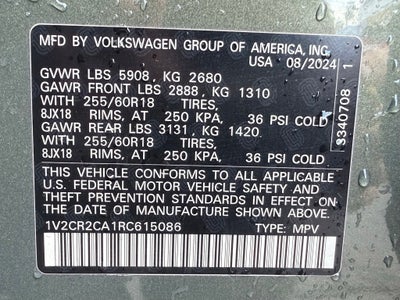 MFD BY VOLKSWAGEN GROUP OF AMERICA, INC.
USA 08/2024
GVWR LBS 5908, KG 2680
GAWR FRONT LBS 2888, KG 1310
WITH 255/60R18 TIRES,
8JX18 RIMS, AT 250 KPA, 36 PSI COLD
GAWR REAR LBS 3131, KG 1420
WITH 255/60R18 TIRES,
8JX18 RIMS, AT 250 KPA, 36 PSI COLD
THIS VEHICLE CONFORMS TO ALL APPLICABLE
U.S. FEDERAL MOTOR VEHICLE SAFETY AND
THEFT PREVENTION STANDARDS IN EFFECT
ON THE DATE OF MANUFACTURE SHOWN ABOVE.
1V2CR2CA1RC615086 TYPE: MPV
3340708 1